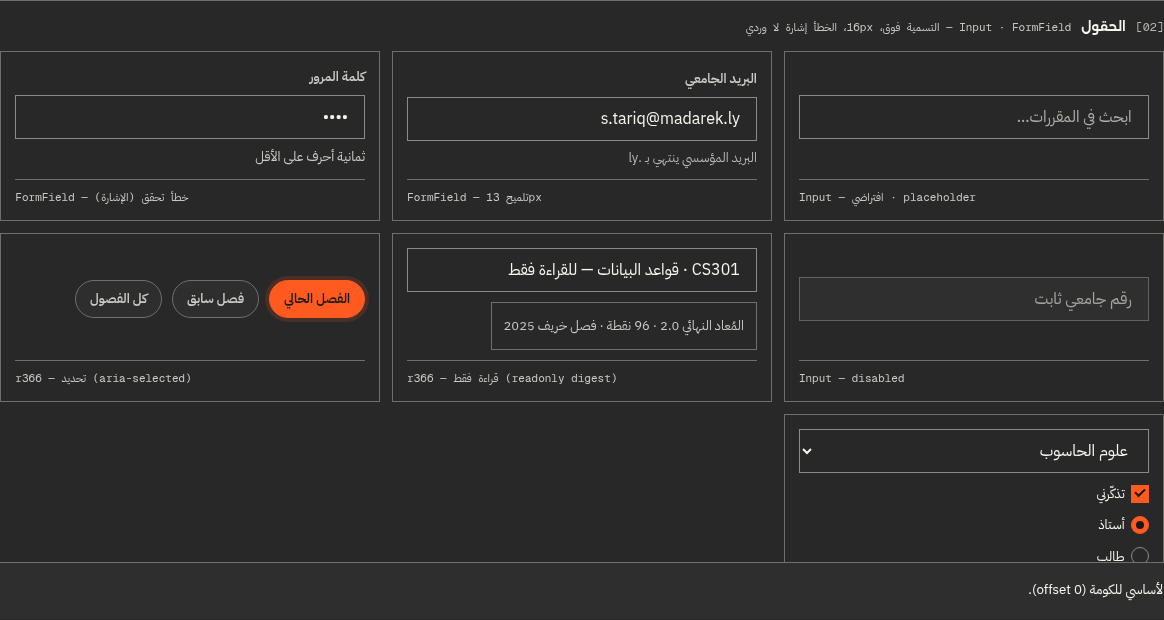 [02] الحقول Input · FormField — التسمية فوق، 16px، الخطأ إشارة لا وردي
ابحث في المقررات...
Input — افتراضي · placeholder
البريد الجامعي
s.tariq@madarek.ly
البريد المؤسسي ينتهي بـ .ly
FormField — تلميح 13px
كلمة المرور
••••
ثمانية أحرف على الأقل
FormField — خطأ تحقق (الإشارة)
رقم جامعي ثابت
Input — disabled
CS301 · قواعد البيانات — للقراءة فقط
المُعاد النهائي 2.0 · 96 نقطة · فصل خريف 2025
r366 — قراءة فقط (readonly digest)
الفصل الحالي
فصل سابق
كل الفصول
r366 — تحديد (aria-selected)
علوم الحاسوب
تذكّرني
أستاذ
طالب
لأساسي للكومة (offset 0).